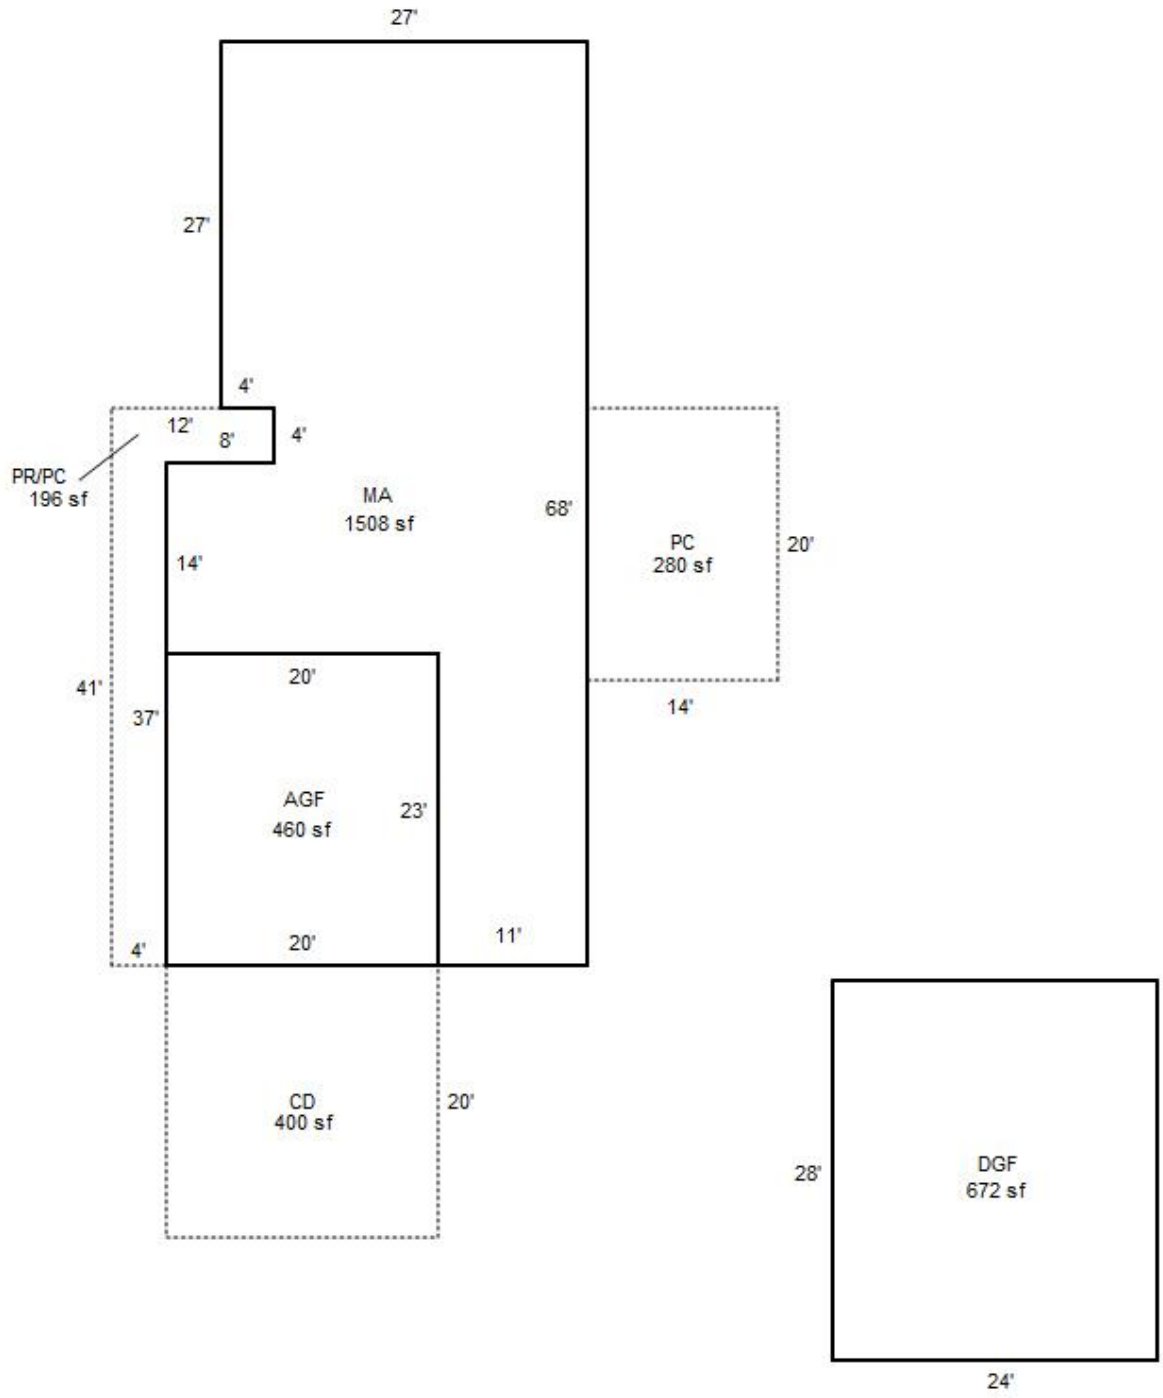 27'
27'
4'
12'
8'
4'
PR/PC
196 sf
MA
1508 sf
68'
PC
280 sf
20'
14'
14'
20'
41'
37'
AGF
460 sf
23'
4'
20'
11'
CD
400 sf
20'
28'
DGF
672 sf
24'